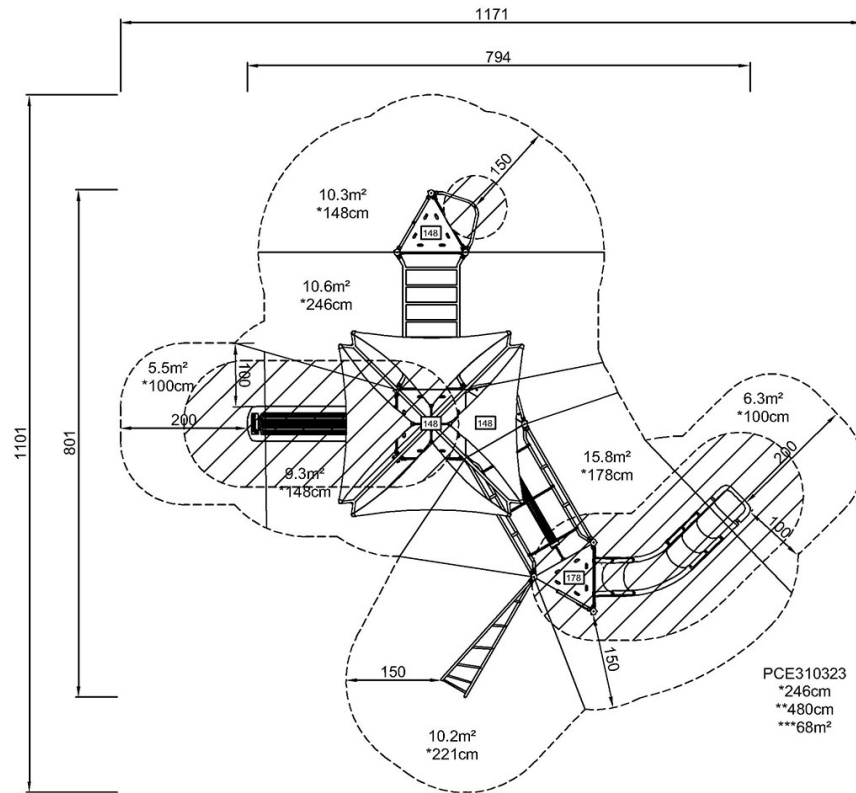 1171
794
150
10.3m²
*148cm
148
10.6m²
*246cm
5.5m²
*100cm
100
6.3m²
*100cm
1101
801
200
148
148
15.8m²
*178cm
200
9.3m²
*148cm
100
178
150
150
PCE310323
*246cm
**480cm
***68m²
10.2m²
*221cm